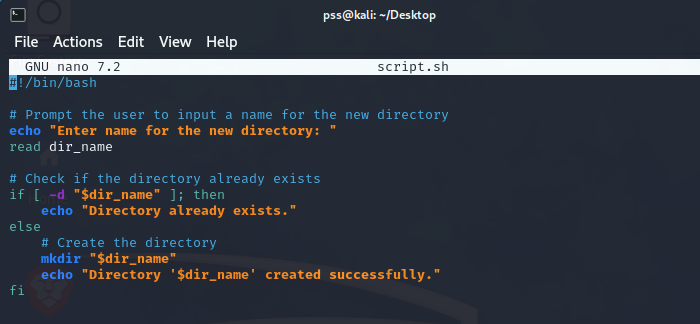 pss@kali: ~/Desktop
File Actions Edit View Help
GNU nano 7.2 script.sh
#!/bin/bash
# Prompt the user to input a name for the new directory
echo "Enter name for the new directory: "
read dir_name
# Check if the directory already exists
if [ -d "$dir_name" ]; then
    echo "Directory already exists."
else
    # Create the directory
    mkdir "$dir_name"
    echo "Directory '$dir_name' created successfully."
fi